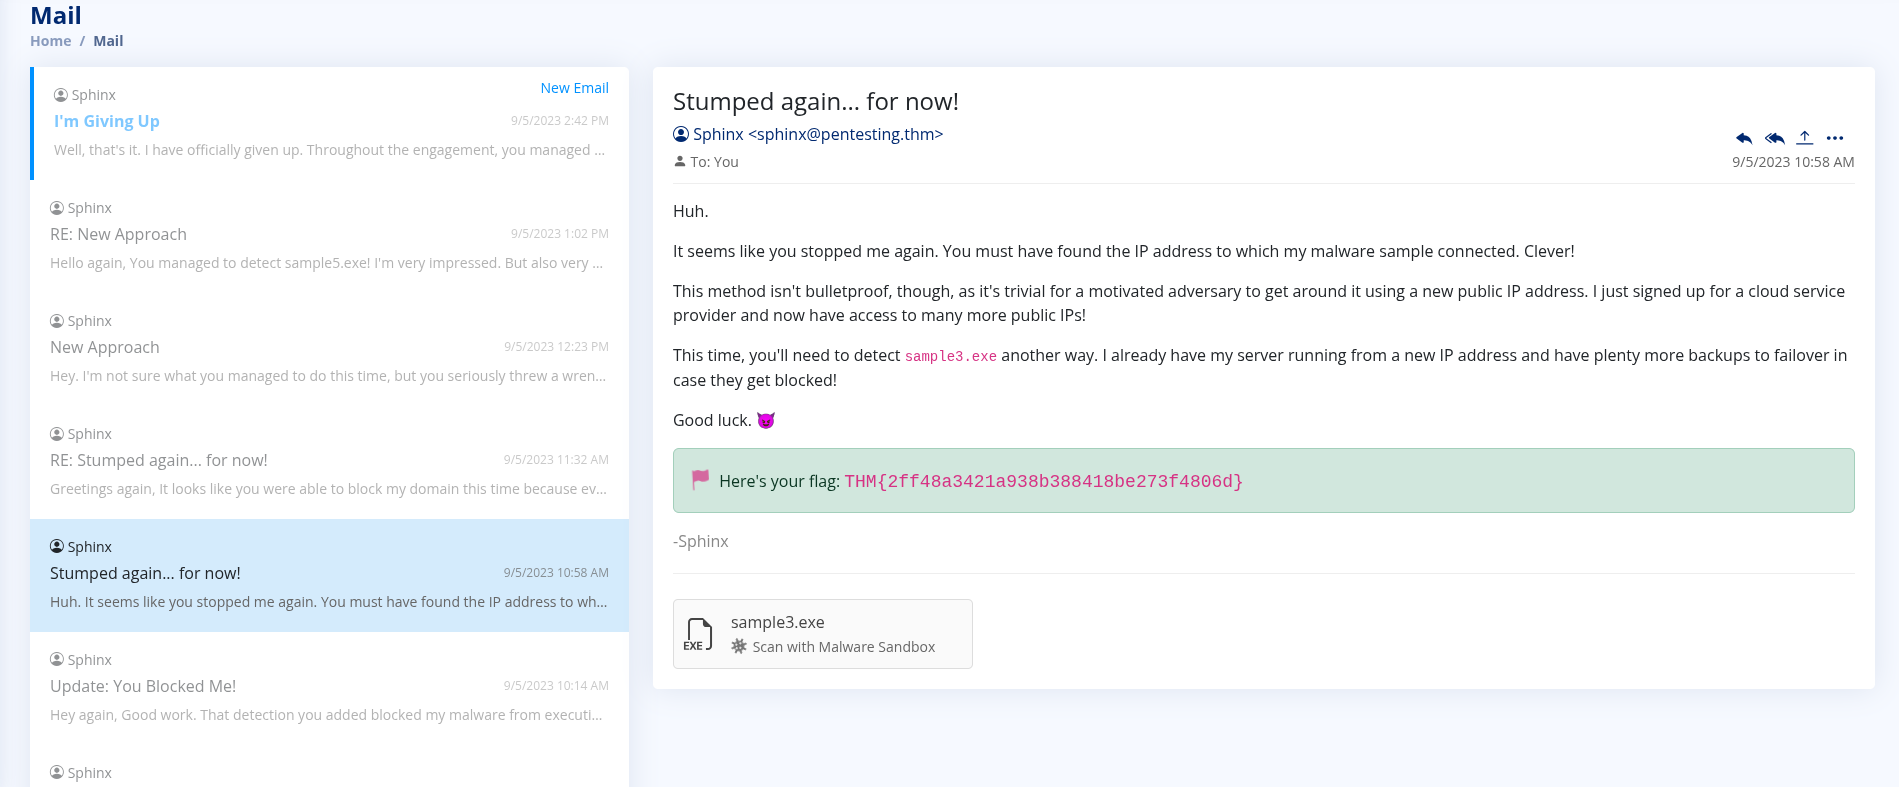 Mail
Home / Mail
Sphinx
New Email
I'm Giving Up
9/5/2023 2:42 PM
Well, that's it. I have officially given up. Throughout the engagement, you managed ...
Sphinx
RE: New Approach
9/5/2023 1:02 PM
Hello again, You managed to detect sample5.exe! I'm very impressed. But also very ...
Sphinx
New Approach
9/5/2023 12:23 PM
Hey. I'm not sure what you managed to do this time, but you seriously threw a wren...
Sphinx
RE: Stumped again... for now!
9/5/2023 11:32 AM
Greetings again, It looks like you were able to block my domain this time because ev...
Sphinx
Stumped again... for now!
9/5/2023 10:58 AM
Huh. It seems like you stopped me again. You must have found the IP address to wh...
Sphinx
Update: You Blocked Me!
9/5/2023 10:14 AM
Hey again, Good work. That detection you added blocked my malware from executi...
Sphinx
Stumped again... for now!
Sphinx <sphinx@pentesting.thm>
To: You
9/5/2023 10:58 AM
Huh.
It seems like you stopped me again. You must have found the IP address to which my malware sample connected. Clever!
This method isn't bulletproof, though, as it's trivial for a motivated adversary to get around it using a new public IP address. I just signed up for a cloud service
provider and now have access to many more public IPs!
This time, you'll need to detect sample3.exe another way. I already have my server running from a new IP address and have plenty more backups to failover in
case they get blocked!
Good luck. 😈
Here's your flag: THM{2ff48a3421a938b388418be273f4806d}
-Sphinx
EXE
sample3.exe
Scan with Malware Sandbox